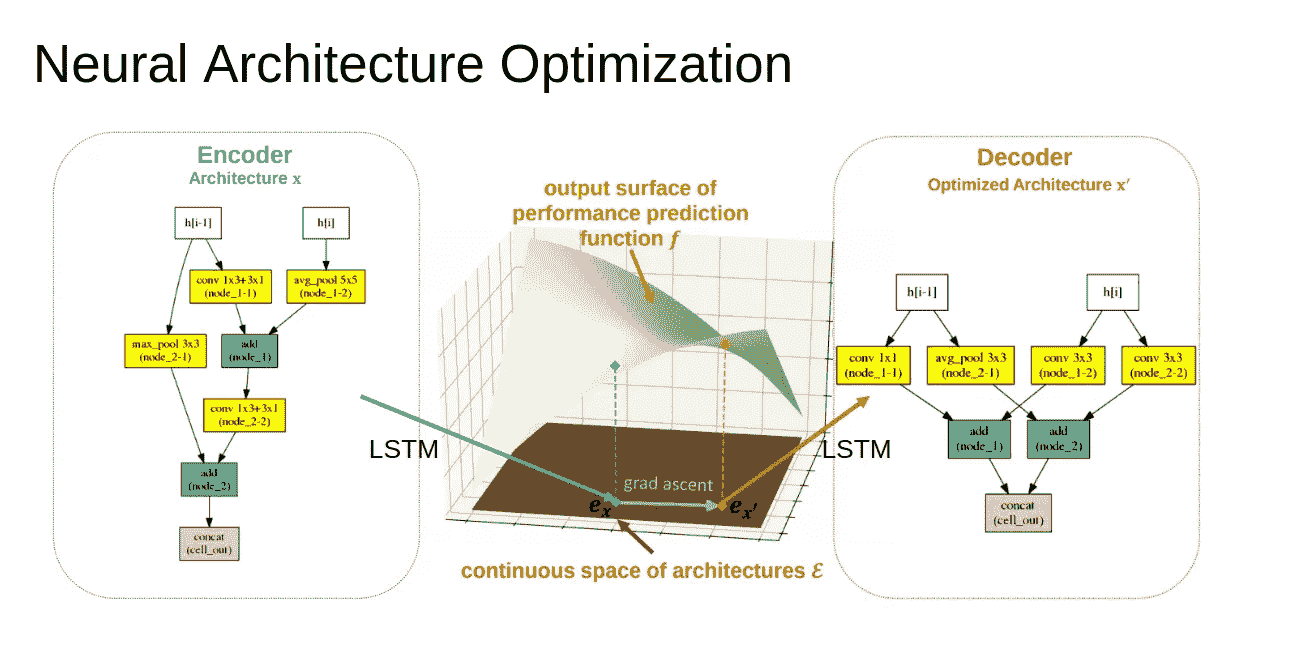 Neural Architecture Optimization
Encoder
Architecture x
h[i-1]
h[i]
conv 1x3+3x1
(node_1-1)
avg_pool 5x5
(node_1-2)
max_pool 3x3
(node_2-1)
add
(node_1)
conv 1x3+3x1
(node_2-2)
add
(node_2)
concat
(cell_out)
LSTM
output surface of
performance prediction
function f
grad ascent
eₓ
eₓ′
continuous space of architectures ℰ
LSTM
Decoder
Optimized Architecture x′
h[i-1]
h[i]
conv 1x1
(node_1-1)
avg_pool 3x3
(node_2-1)
conv 3x3
(node_1-2)
conv 3x3
(node_2-2)
add
(node_1)
add
(node_2)
concat
(cell_out)